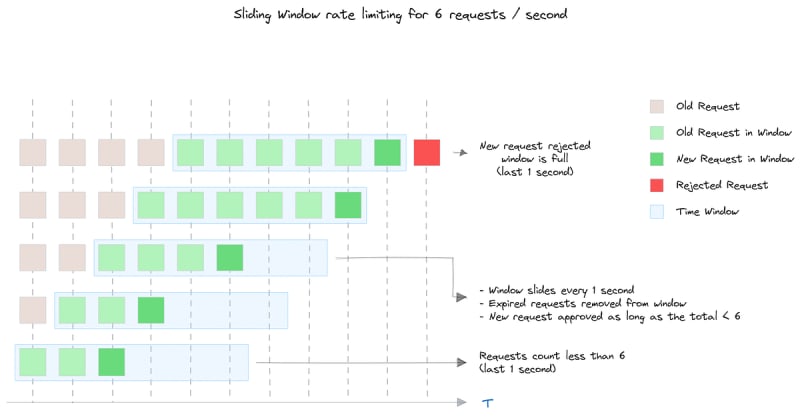 Sliding Window rate limiting for 6 requests / second
Old Request
Old Request in Window
New Request in Window
Rejected Request
Time Window
New request rejected
window is full
(last 1 second)
- Window slides every 1 second
- Expired requests removed from window
- New request approved as long as the total < 6
Requests count less than 6
(last 1 second)
T